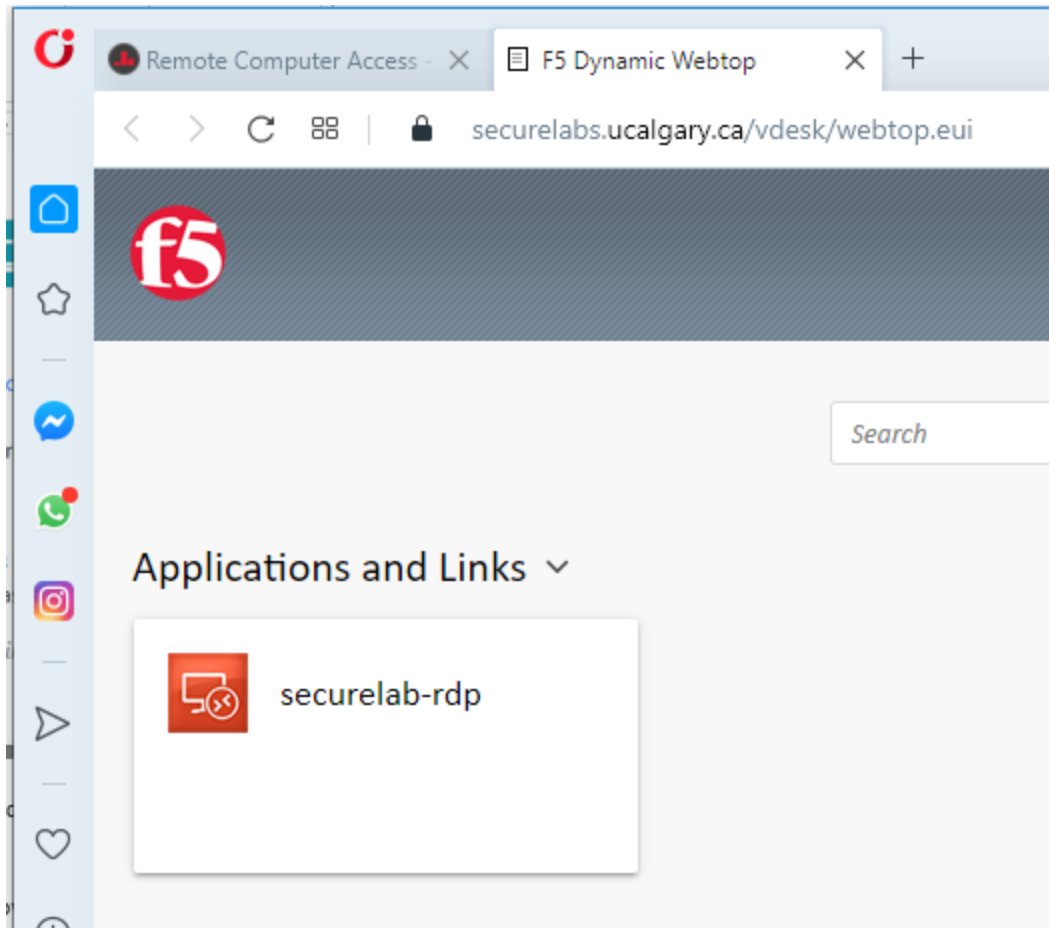 Remote Computer Access -
F5 Dynamic Webtop
securelabs.ucalgary.ca/vdesk/webtop.eui
f5
Search
Applications and Links
securelab-rdp